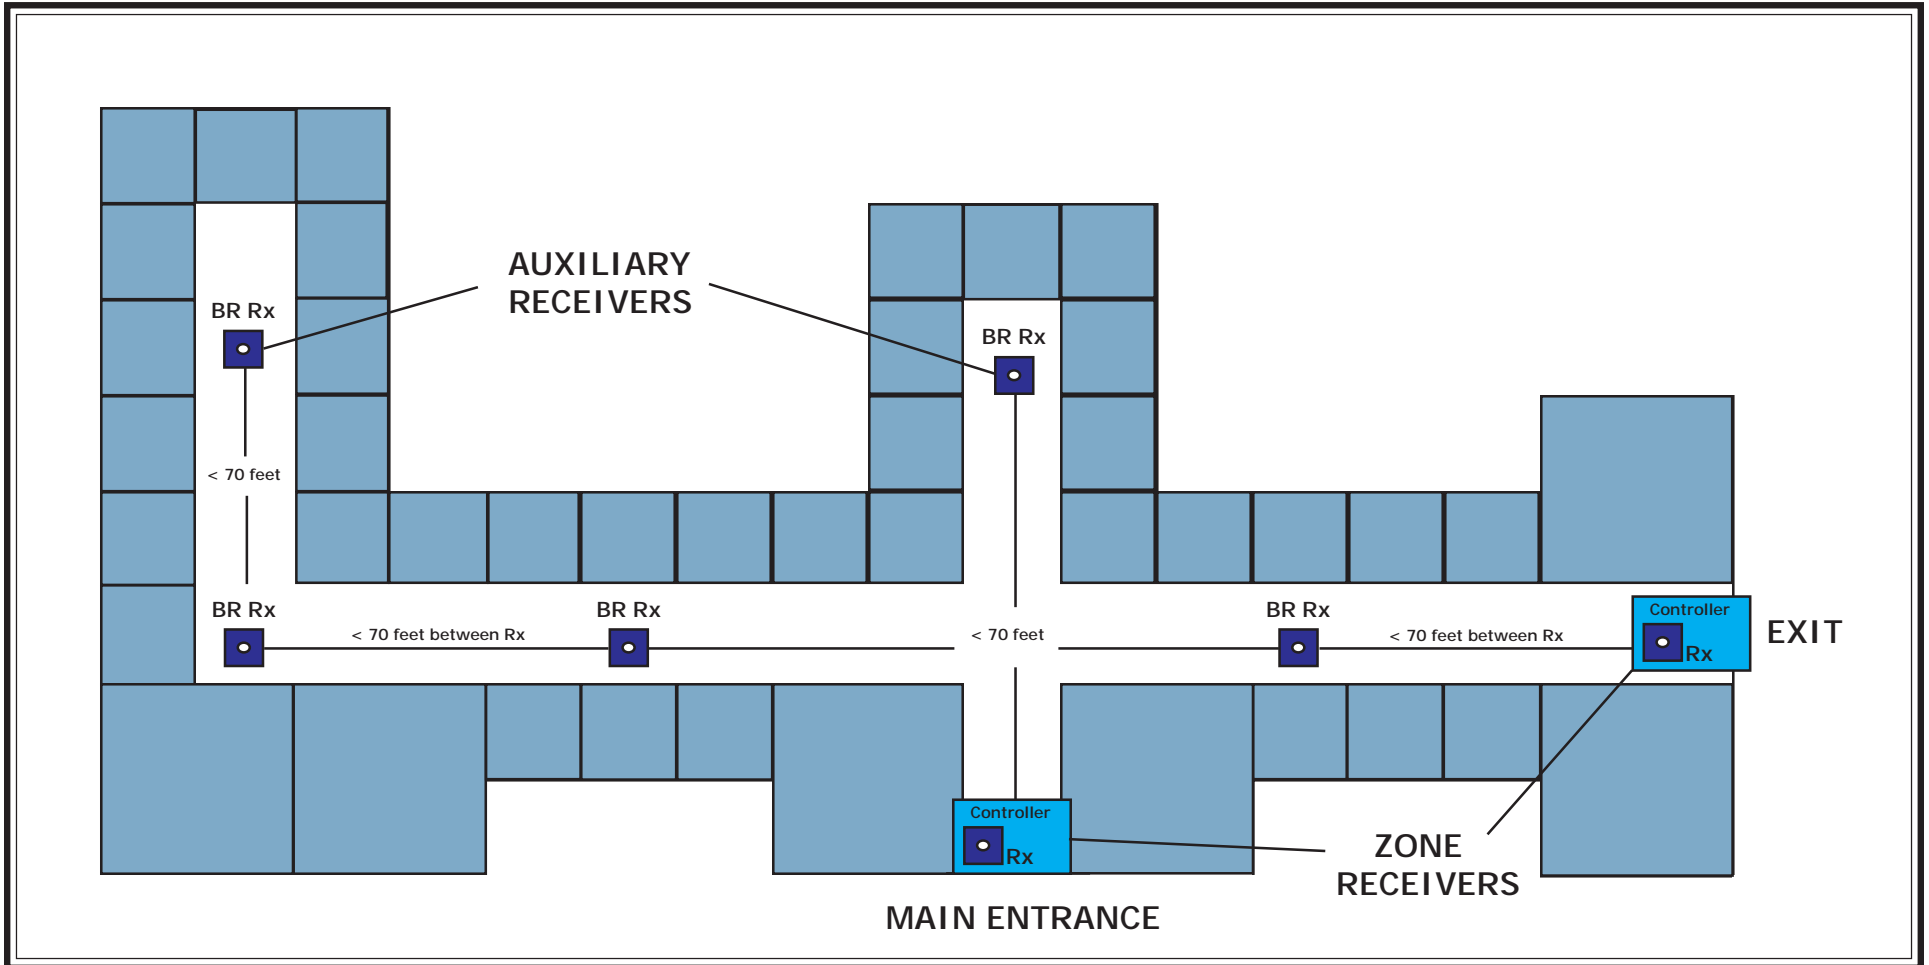 AUXILIARY
RECEIVERS
BR Rx
BR Rx
< 70 feet
BR Rx
BR Rx
BR Rx
Controller
Rx
EXIT
< 70 feet between Rx
< 70 feet
< 70 feet between Rx
Controller
Rx
ZONE
RECEIVERS
MAIN ENTRANCE